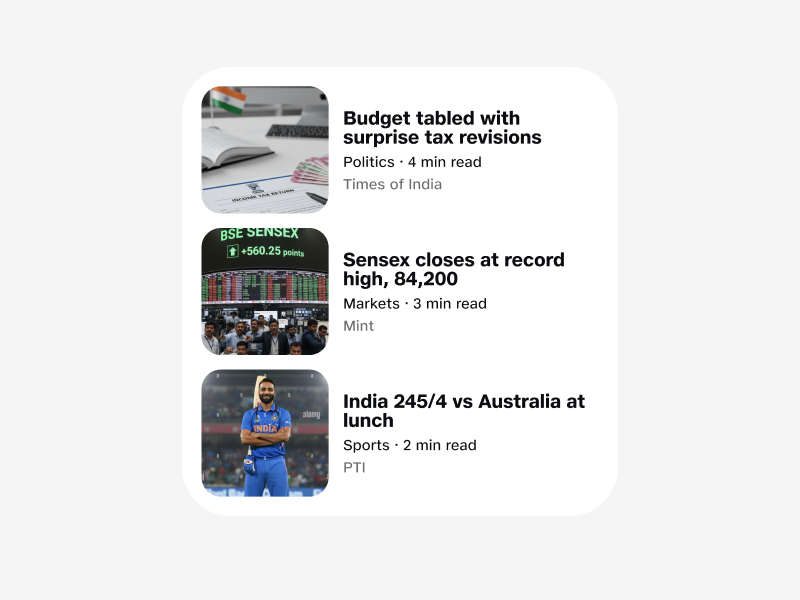 Budget tabled with
surprise tax revisions
Politics · 4 min read
Times of India
INCOME TAX RETURN
BSE SENSEX
+560.25 points
Sensex closes at record
high, 84,200
Markets · 3 min read
Mint
alamy
INDIA
India 245/4 vs Australia at
lunch
Sports · 2 min read
PTI